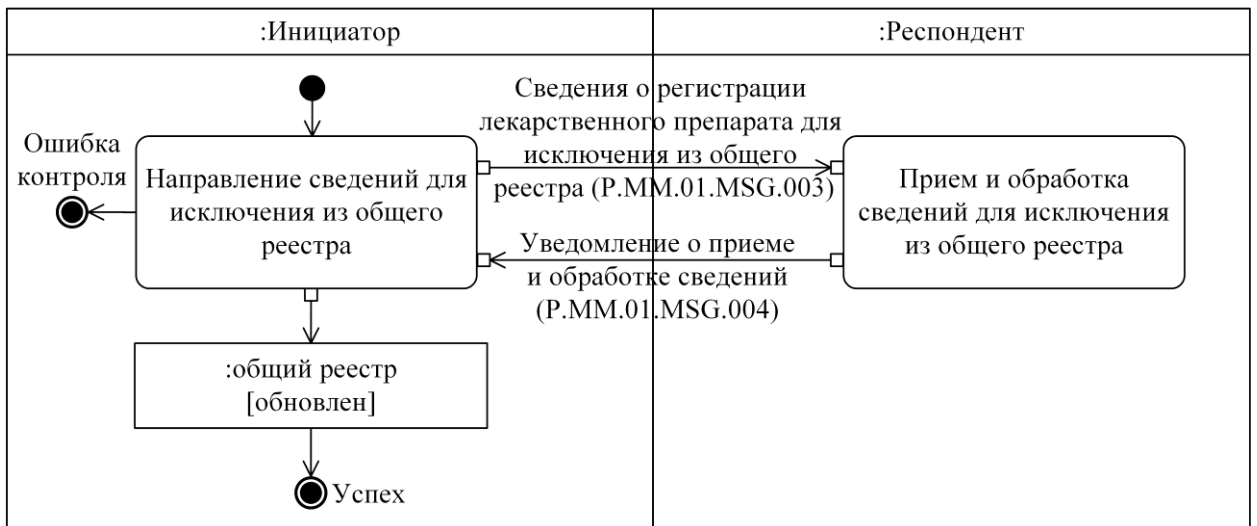 :Инициатор
:Респондент
Сведения о регистрации
лекарственного препарата для
исключения из общего
реестра (P.MM.01.MSG.003)
Ошибка
контроля
Направление сведений для
исключения из общего
реестра
Прием и обработка
сведений для исключения
из общего реестра
Уведомление о приеме
и обработке сведений
(P.MM.01.MSG.004)
:общий реестр
[обновлен]
Успех